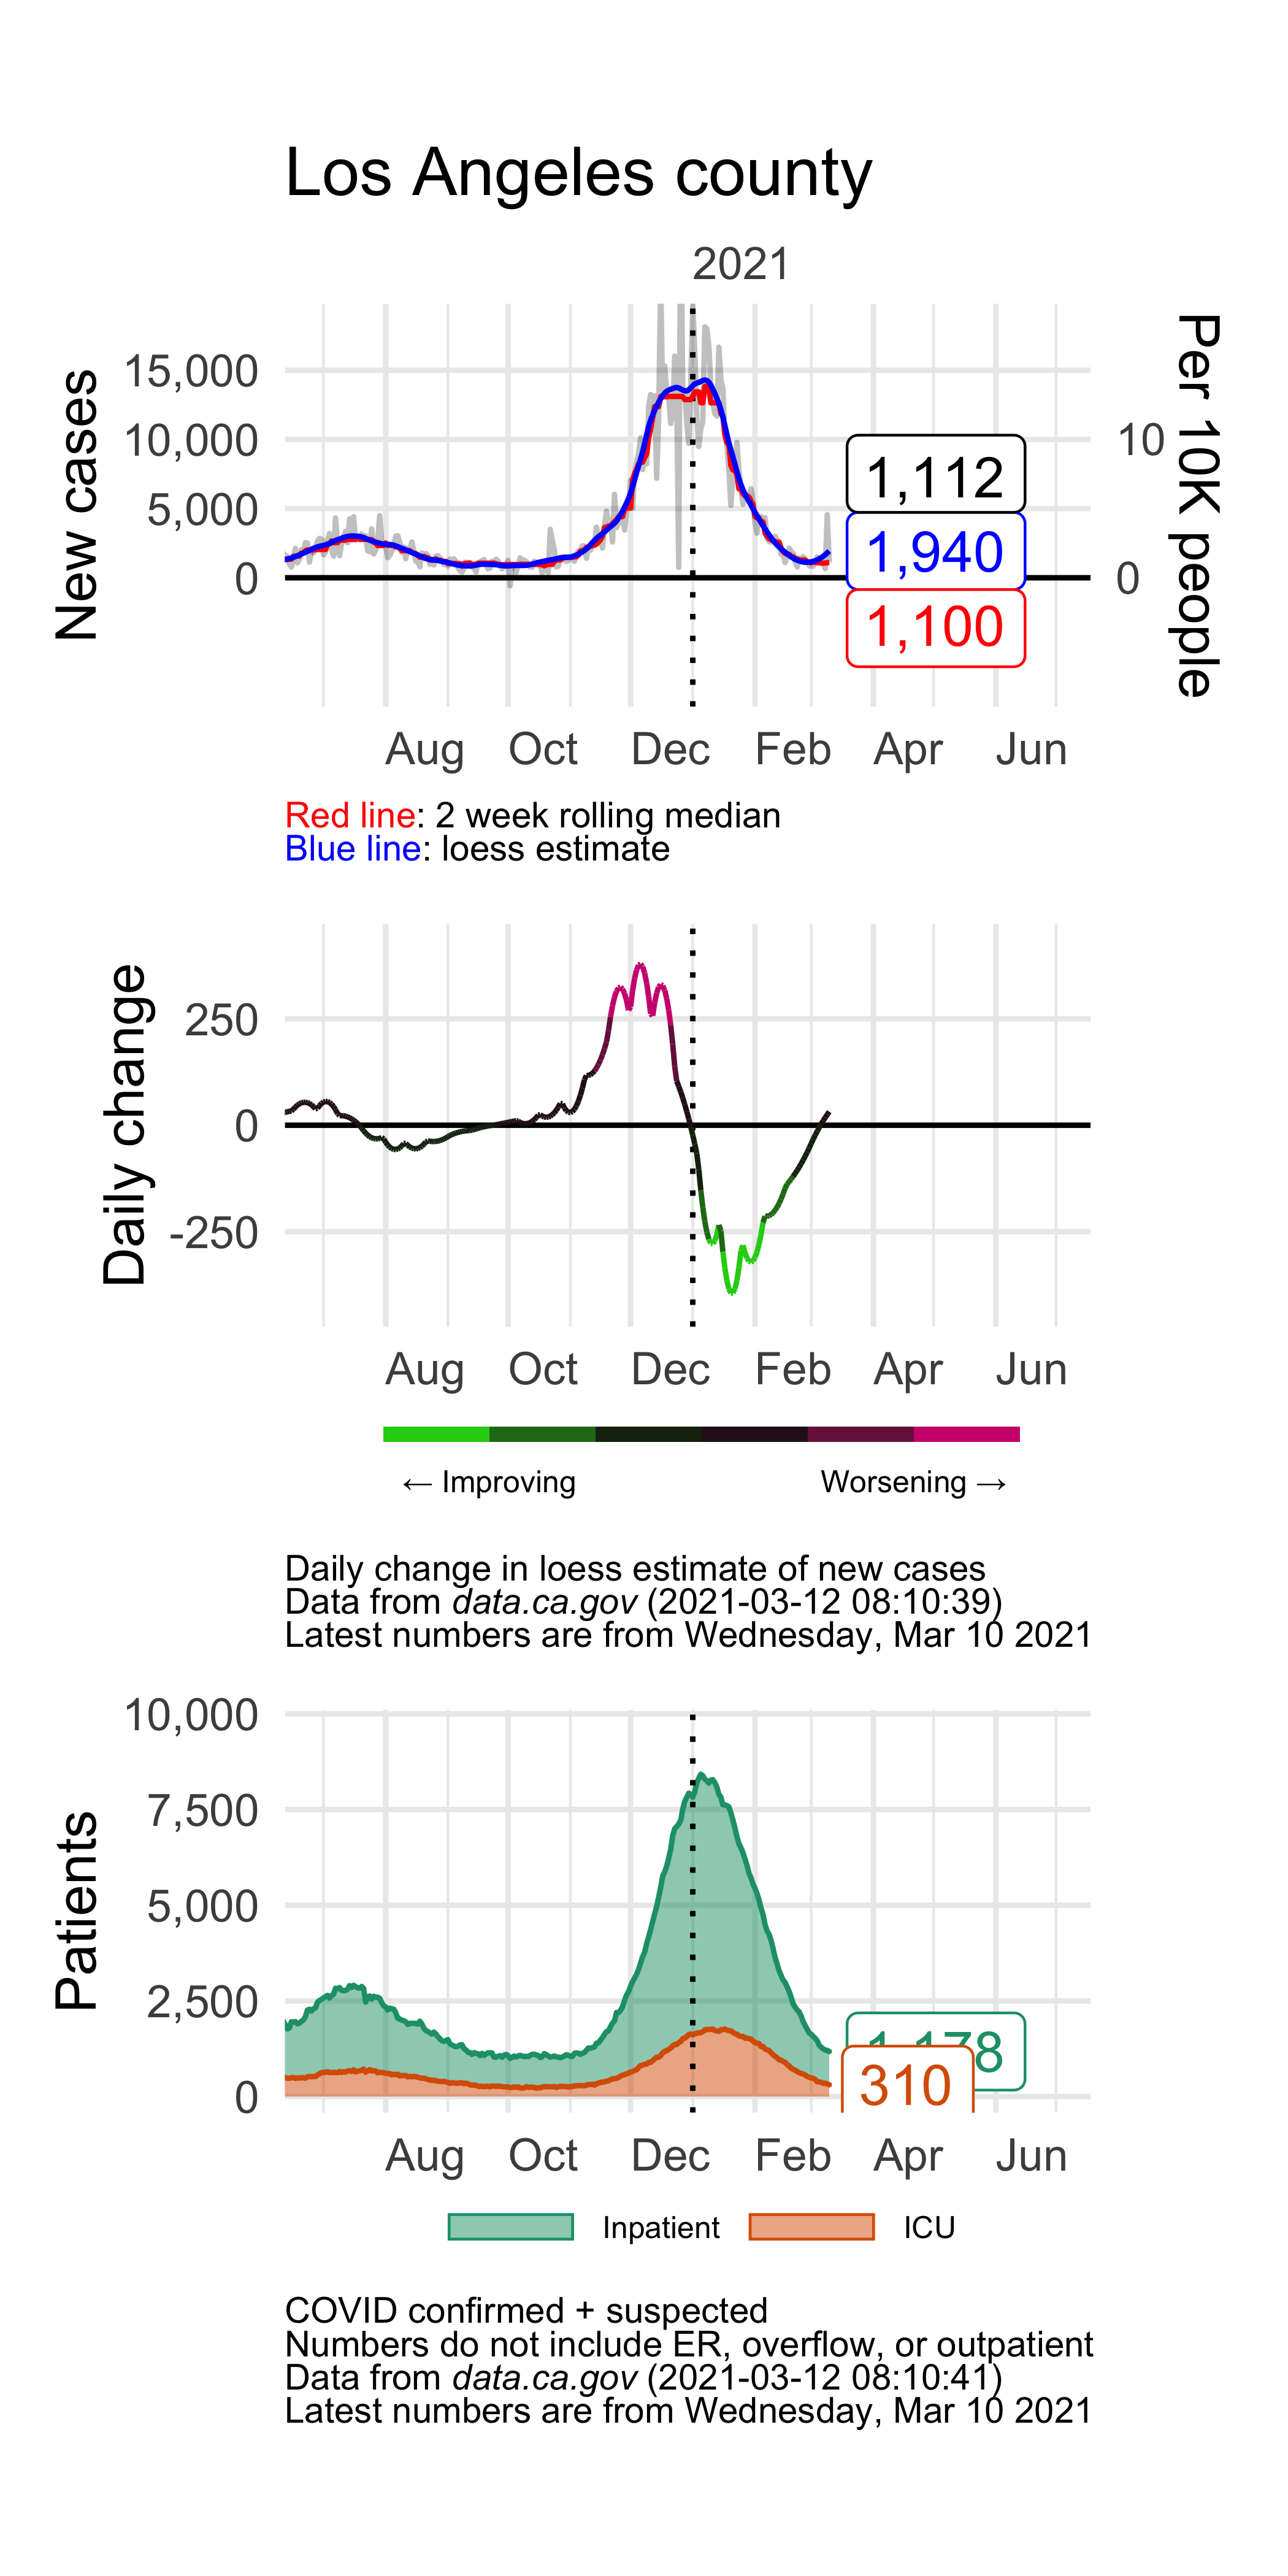 Los Angeles county
2021
New cases
Per 10K people
15,000
10,000
5,000
0
10
0
1,112
1,940
1,100
Aug Oct Dec Feb Apr Jun
Red line: 2 week rolling median
Blue line: loess estimate
Daily change
250
0
-250
Aug Oct Dec Feb Apr Jun
← Improving Worsening →
Daily change in loess estimate of new cases
Data from data.ca.gov (2021-03-12 08:10:39)
Latest numbers are from Wednesday, Mar 10 2021
Patients
10,000
7,500
5,000
2,500
0
1,178
310
Aug Oct Dec Feb Apr Jun
Inpatient ICU
COVID confirmed + suspected
Numbers do not include ER, overflow, or outpatient
Data from data.ca.gov (2021-03-12 08:10:41)
Latest numbers are from Wednesday, Mar 10 2021